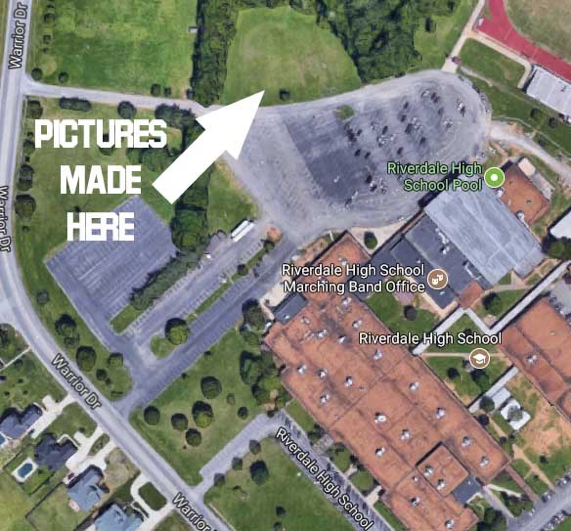 Warrior Dr
PICTURES
MADE
HERE
Riverdale High
School Pool
Warrior Dr
Riverdale High School
Marching Band Office
Riverdale High School
Warrior Dr
Riverdale High School
Warrior